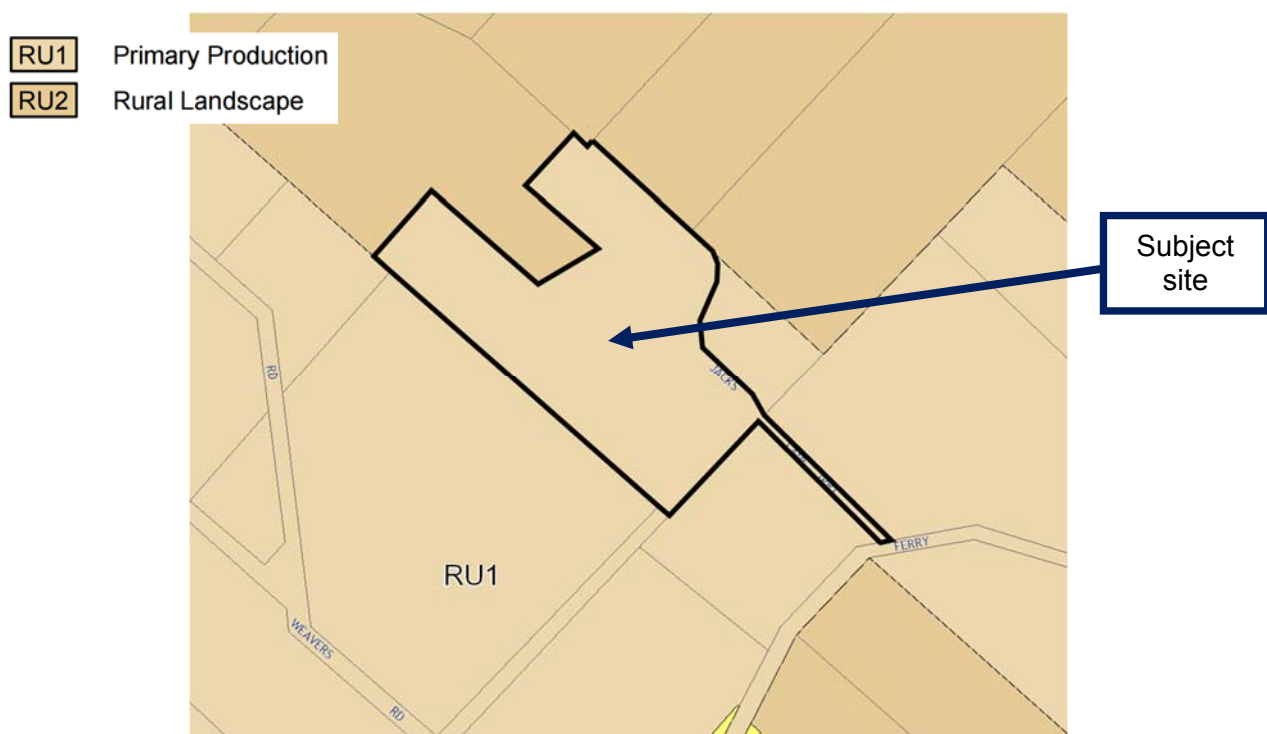 RU1 Primary Production
RU2 Rural Landscape
Subject
site
RD
JACKS
FERRY
RU1
WEAVERS
RD